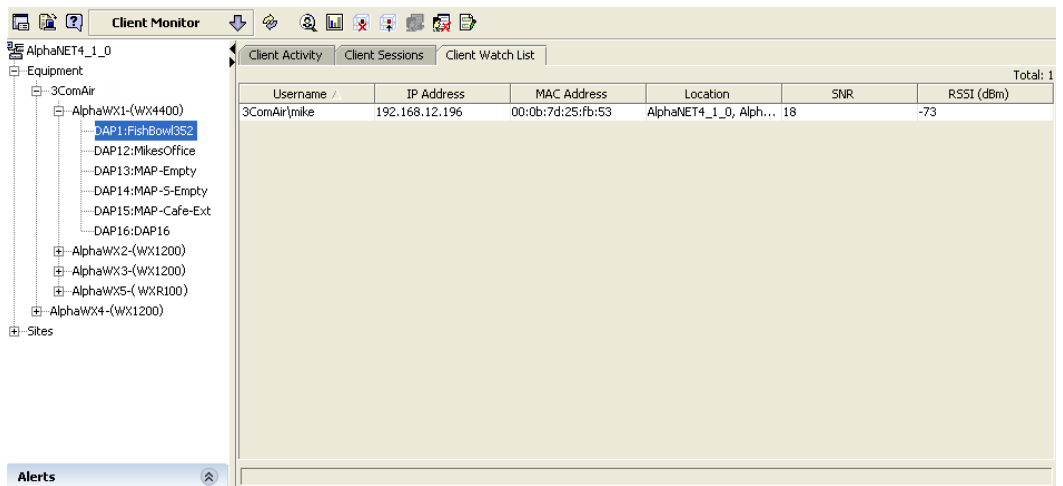 Client Monitor
AlphaNET4_1_0
Equipment
3ComAir
AlphaWX1-(WX4400)
DAP1:FishBowl352
DAP12:MikesOffice
DAP13:MAP-Empty
DAP14:MAP-S-Empty
DAP15:MAP-Cafe-Ext
DAP16:DAP16
AlphaWX2-(WX1200)
AlphaWX3-(WX1200)
AlphaWX5-( WXR100)
AlphaWX4-(WX1200)
Sites
Alerts
Client Activity Client Sessions Client Watch List
Total: 1
Username IP Address MAC Address Location SNR RSSI (dBm)
3ComAir\mike 192.168.12.196 00:0b:7d:25:fb:53 AlphaNET4_1_0, Alph... 18 -73